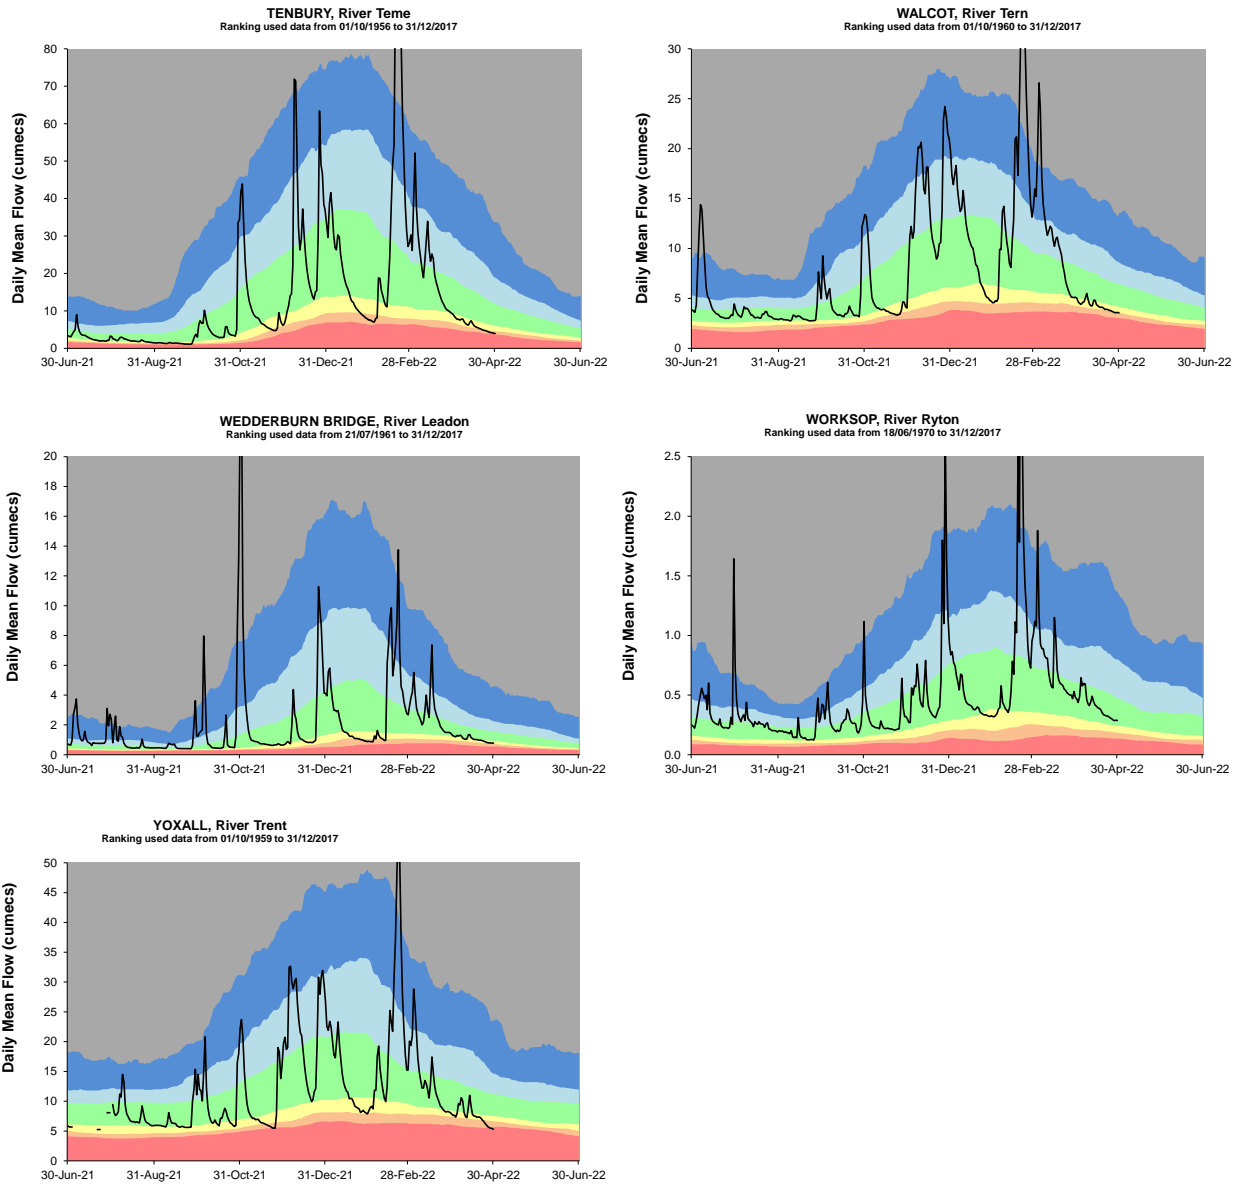 TENBURY, River Teme
Ranking used data from 01/10/1956 to 31/12/2017
Daily Mean Flow (cumecs)
80
70
60
50
40
30
20
10
0
30-Jun-21 31-Aug-21 31-Oct-21 31-Dec-21 28-Feb-22 30-Apr-22 30-Jun-22
WALCOT, River Tern
Ranking used data from 01/10/1960 to 31/12/2017
Daily Mean Flow (cumecs)
30
25
20
15
10
5
0
30-Jun-21 31-Aug-21 31-Oct-21 31-Dec-21 28-Feb-22 30-Apr-22 30-Jun-22
WEDDERBURN BRIDGE, River Leadon
Ranking used data from 21/07/1961 to 31/12/2017
Daily Mean Flow (cumecs)
20
18
16
14
12
10
8
6
4
2
0
30-Jun-21 31-Aug-21 31-Oct-21 31-Dec-21 28-Feb-22 30-Apr-22 30-Jun-22
WORKSOP, River Ryton
Ranking used data from 18/06/1970 to 31/12/2017
Daily Mean Flow (cumecs)
2.5
2.0
1.5
1.0
0.5
0.0
30-Jun-21 31-Aug-21 31-Oct-21 31-Dec-21 28-Feb-22 30-Apr-22 30-Jun-22
YOXALL, River Trent
Ranking used data from 01/10/1959 to 31/12/2017
Daily Mean Flow (cumecs)
50
45
40
35
30
25
20
15
10
5
0
30-Jun-21 31-Aug-21 31-Oct-21 31-Dec-21 28-Feb-22 30-Apr-22 30-Jun-22